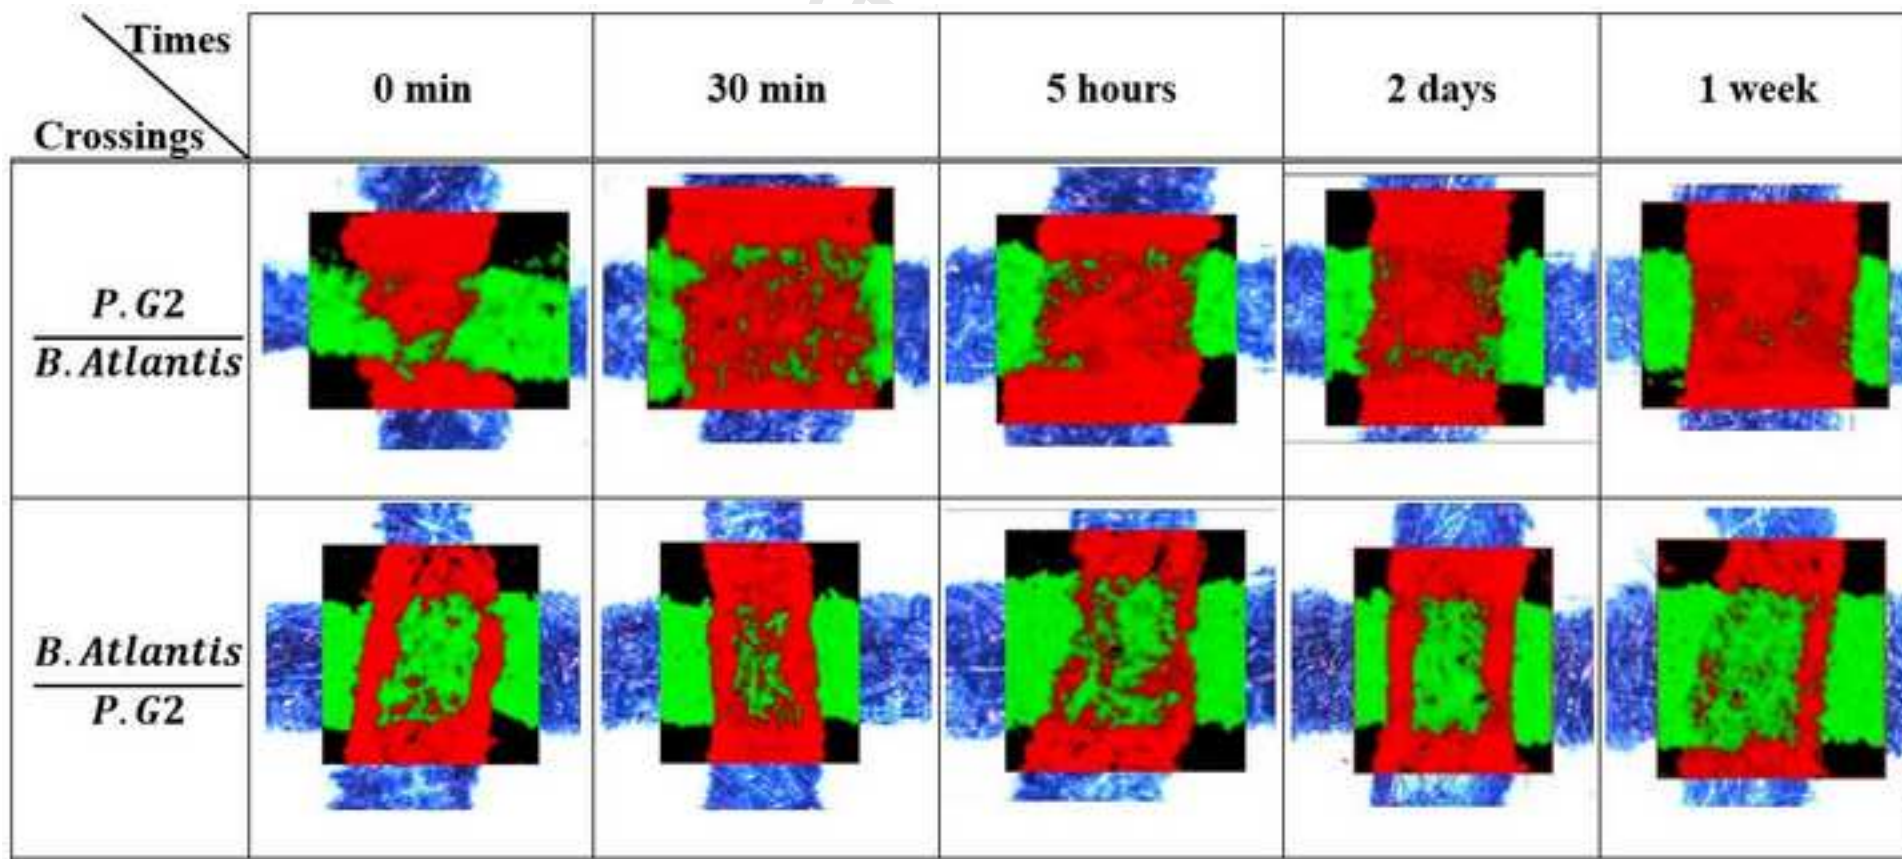 Times
Crossings
0 min
30 min
5 hours
2 days
1 week
P.G2
B.Atlantis
B.Atlantis
P.G2